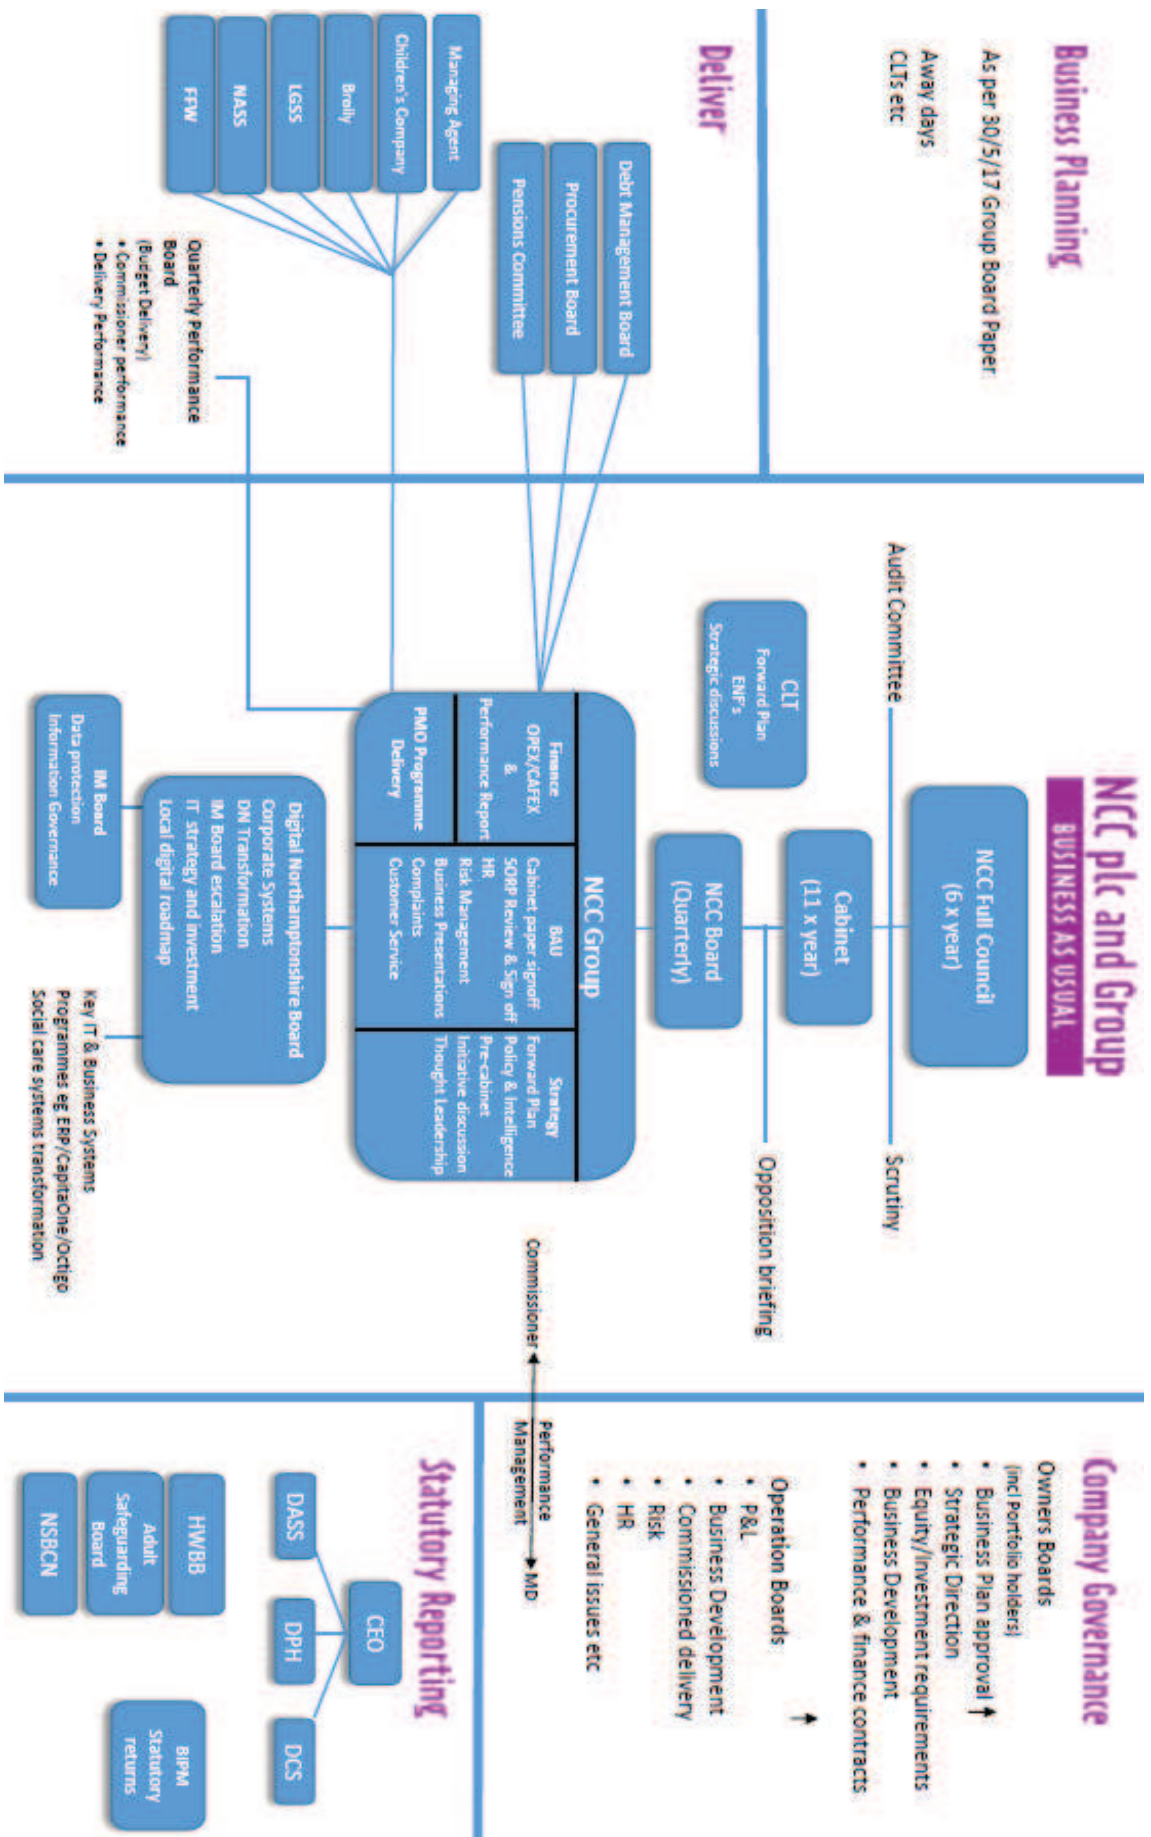 Business Planning
As per 30/5/17 Group Board Paper
Away days
CLTs etc
Deliver
Debt Management Board
Procurement Board
Pensions Committee
Managing Agent
Children's Company
Brolly
LGSS
NASS
FFW
Quarterly Performance
Board
(Budget Delivery)
• Commissioner performance
• Delivery Performance
NCC plc and Group
BUSINESS AS USUAL
NCC Full Council
(6 x year)
Audit Committee
Scrutiny
Cabinet
(11 x year)
CLT
Forward Plan
ENF's
Strategic discussions
Opposition briefing
NCC Board
(Quarterly)
NCC Group
Finance
OPEX/CAFEX
&
Performance Report
PMO Programme
Delivery
BAU
Cabinet paper signoff
SORP Review & Sign off
HR
Risk Management
Business Presentations
Complaints
Customer Service
Strategy
Forward Plan
Policy & Intelligence
Pre-cabinet
Initiative discussion
Thought Leadership
Digital Northamptonshire Board
Corporate Systems
DN Transformation
IM Board escalation
IT strategy and investment
Local digital roadmap
IM Board
Data protection
Information Governance
Key IT & Business Systems
Programmes eg ERP/CapitaOne/Octigo
Social care systems transformation
Company Governance
Owners Boards
(incl Portfolio holders)
• Business Plan approval
• Strategic Direction
• Equity/Investment requirements
• Business Development
• Performance & finance contracts
Operation Boards
• P&L
• Business Development
• Commissioned delivery
• Risk
• HR
• General issues etc
Commissioner
Performance
Management
MD
Statutory Reporting
CEO
DASS
DPH
DCS
HWBB
Adult
Safeguarding
Board
NSBCN
BIPM
Statutory
returns